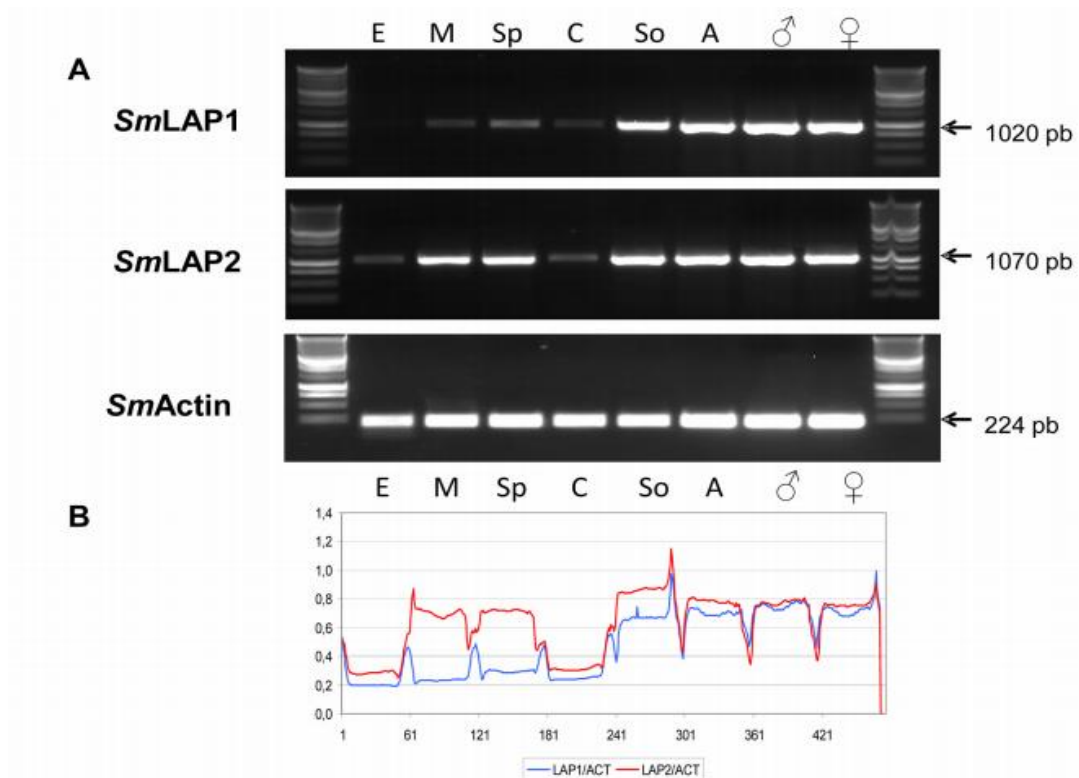 E M Sp C So A ♂ ♀
A
SmLAP1
1020 pb
SmLAP2
1070 pb
SmActin
224 pb
E M Sp C So A ♂ ♀
B
1,4
1,2
1,0
0,8
0,6
0,4
0,2
0,0
1 61 121 181 241 301 361 421
LAP1/ACT LAP2/ACT